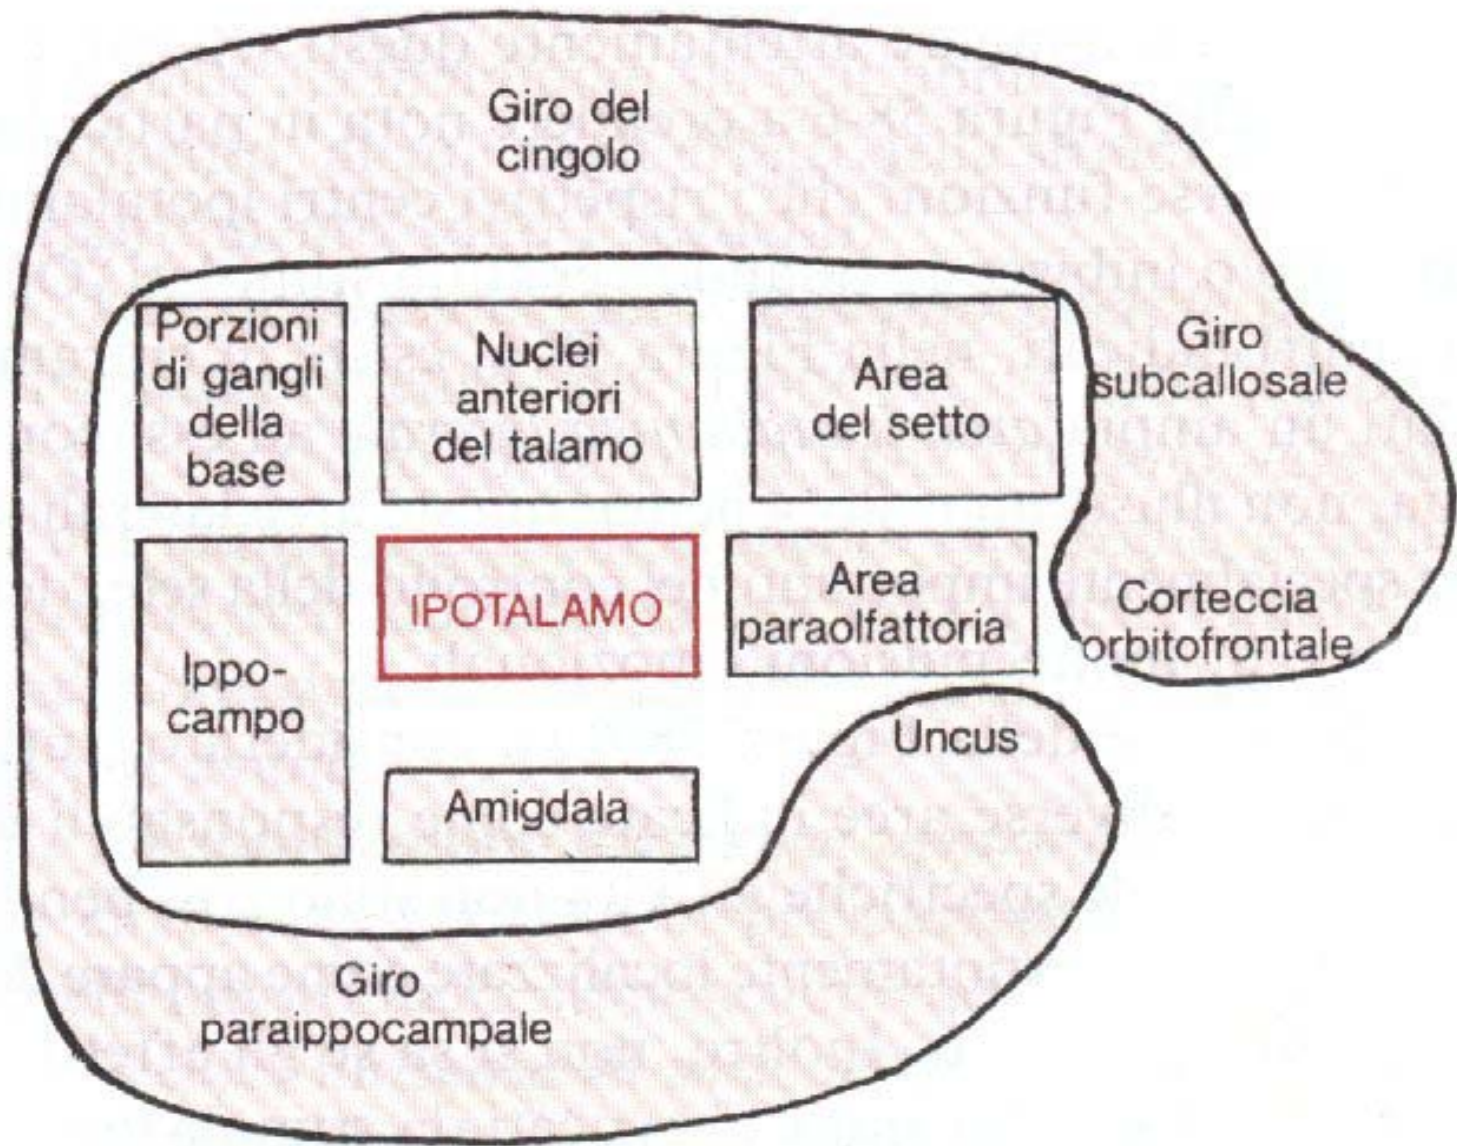 Giro del
cingolo
Porzioni
di gangli
della
base
Nuclei
anteriori
del talamo
Area
del setto
Giro
subcallosale
Ippo-
campo
IPOTALAMO
Area
paraolfattoria
Corteccia
orbitofrontale
Amigdala
Uncus
Giro
paraippocampale